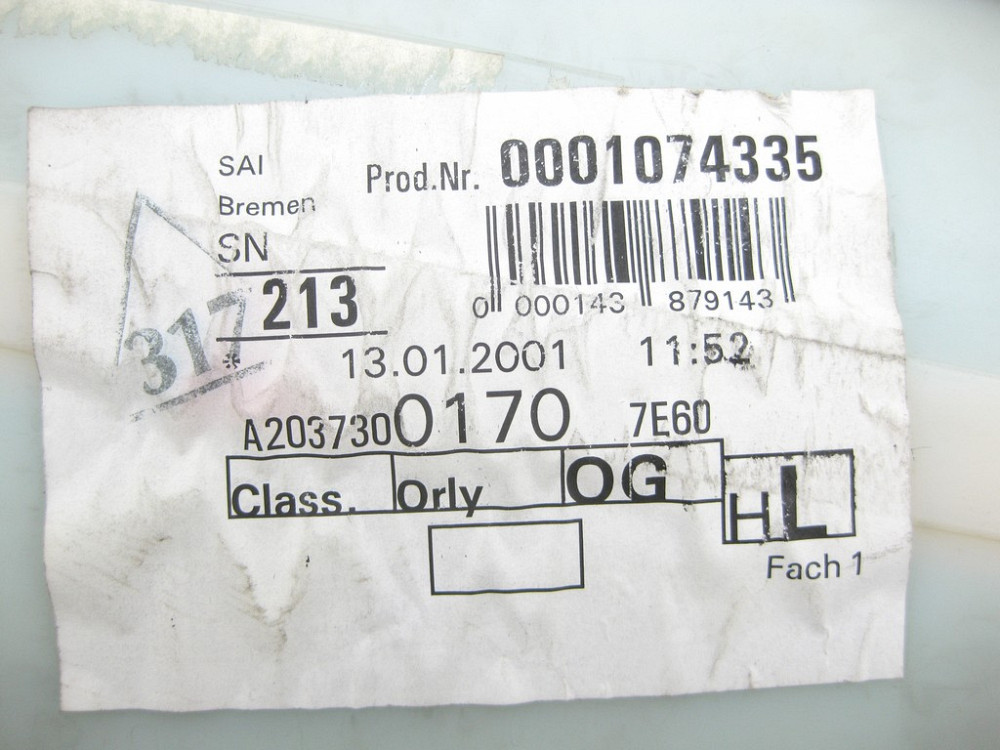 SAI
Prod.Nr. 0001074335
Bremen
SN
213
0 000143 879143
317
* 13.01.2001 11:52
A2037300170 7E60
Class. Orly OG HL
Fach 1